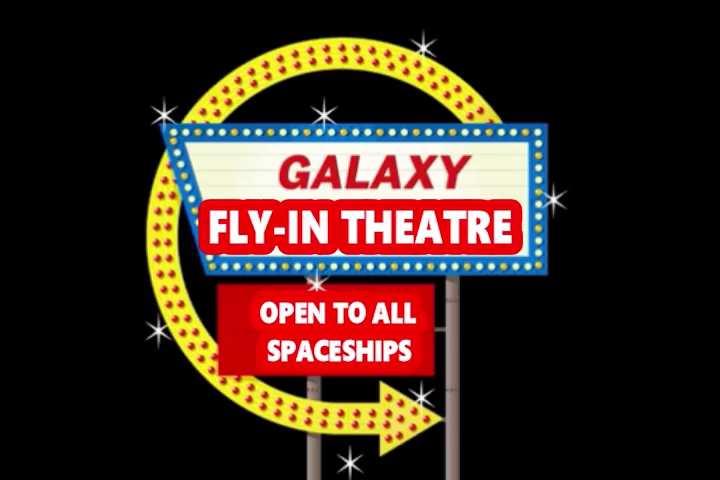 GALAXY
FLY-IN THEATRE
OPEN TO ALL
SPACESHIPS